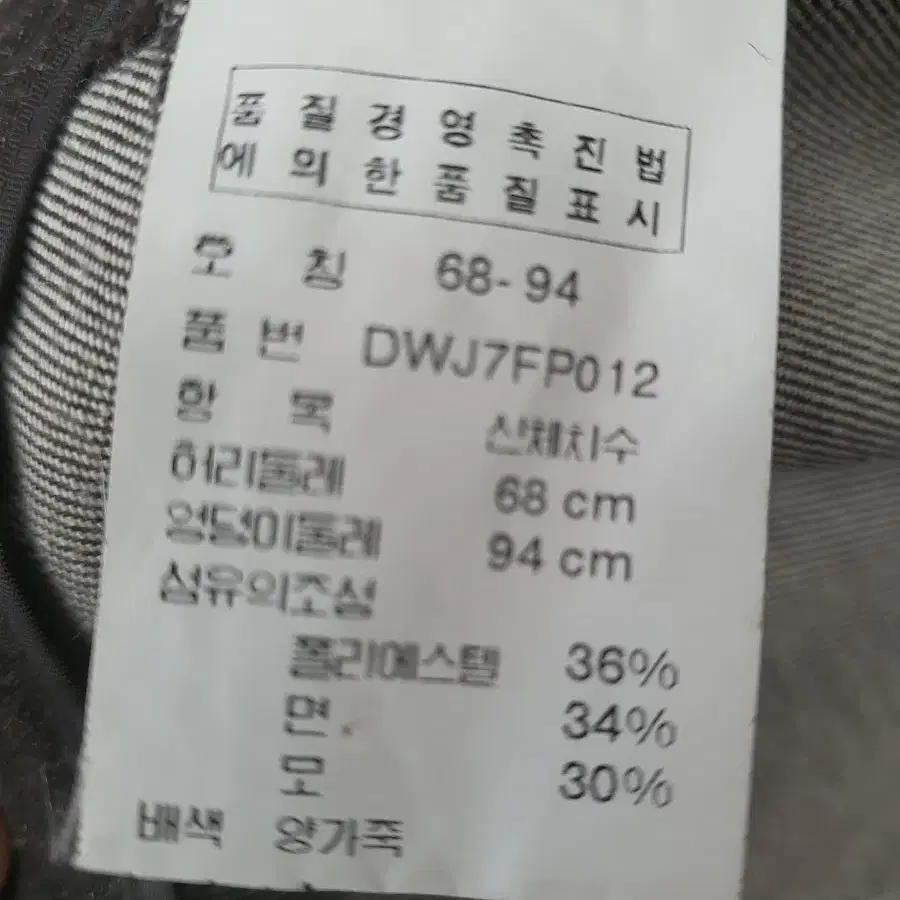 품질경영촉진법
에의한품질표시
호 칭 68-94
품 번 DWJ7FP012
항 목 신체치수
허리둘레 68 cm
엉덩이둘레 94 cm
섬유의조성
폴리에스텔 36%
면 34%
모 30%
배색 양가죽